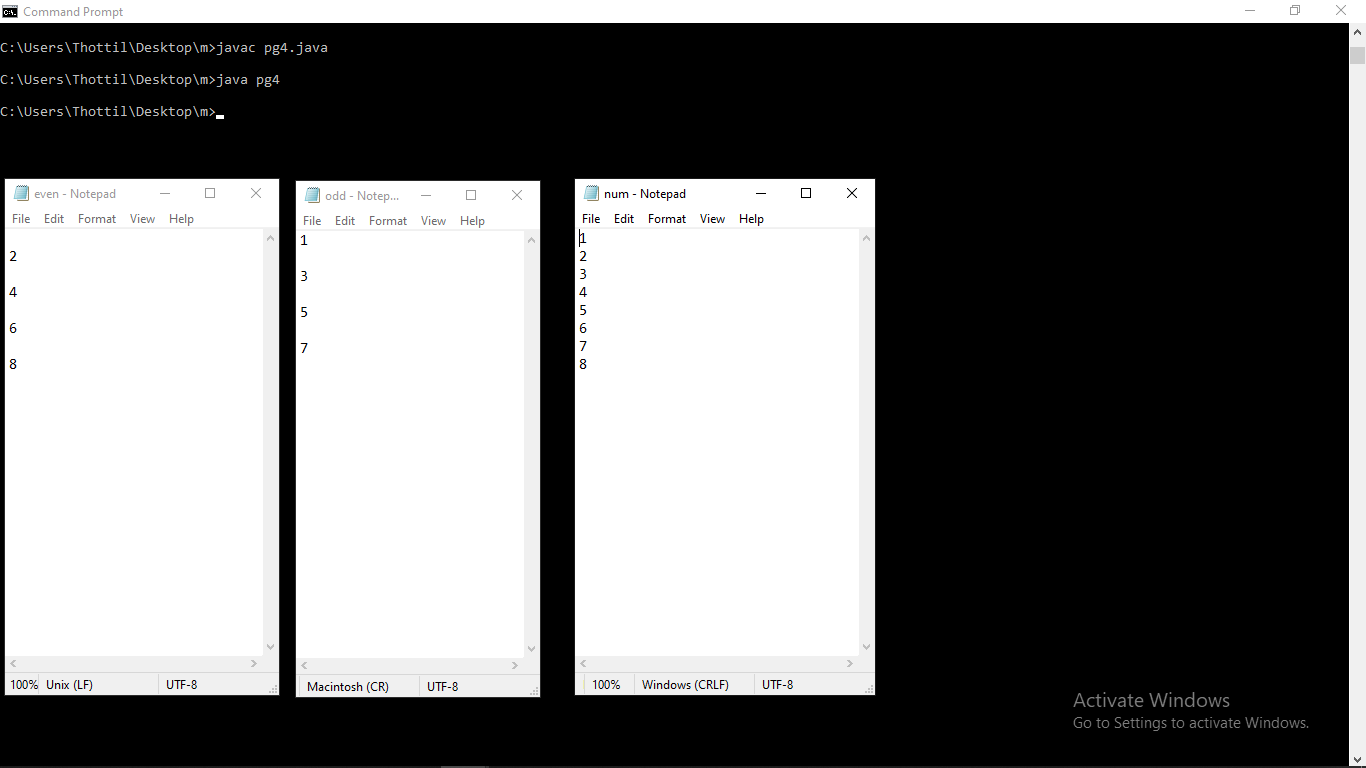 Command Prompt
C:\Users\Thottil\Desktop\m>javac pg4.java
C:\Users\Thottil\Desktop\m>java pg4
C:\Users\Thottil\Desktop\m>
even - Notepad
File Edit Format View Help
2
4
6
8
100% Unix (LF) UTF-8
odd - Notep...
File Edit Format View Help
1
3
5
7
Macintosh (CR) UTF-8
num - Notepad
File Edit Format View Help
1
2
3
4
5
6
7
8
100% Windows (CRLF) UTF-8
Activate Windows
Go to Settings to activate Windows.